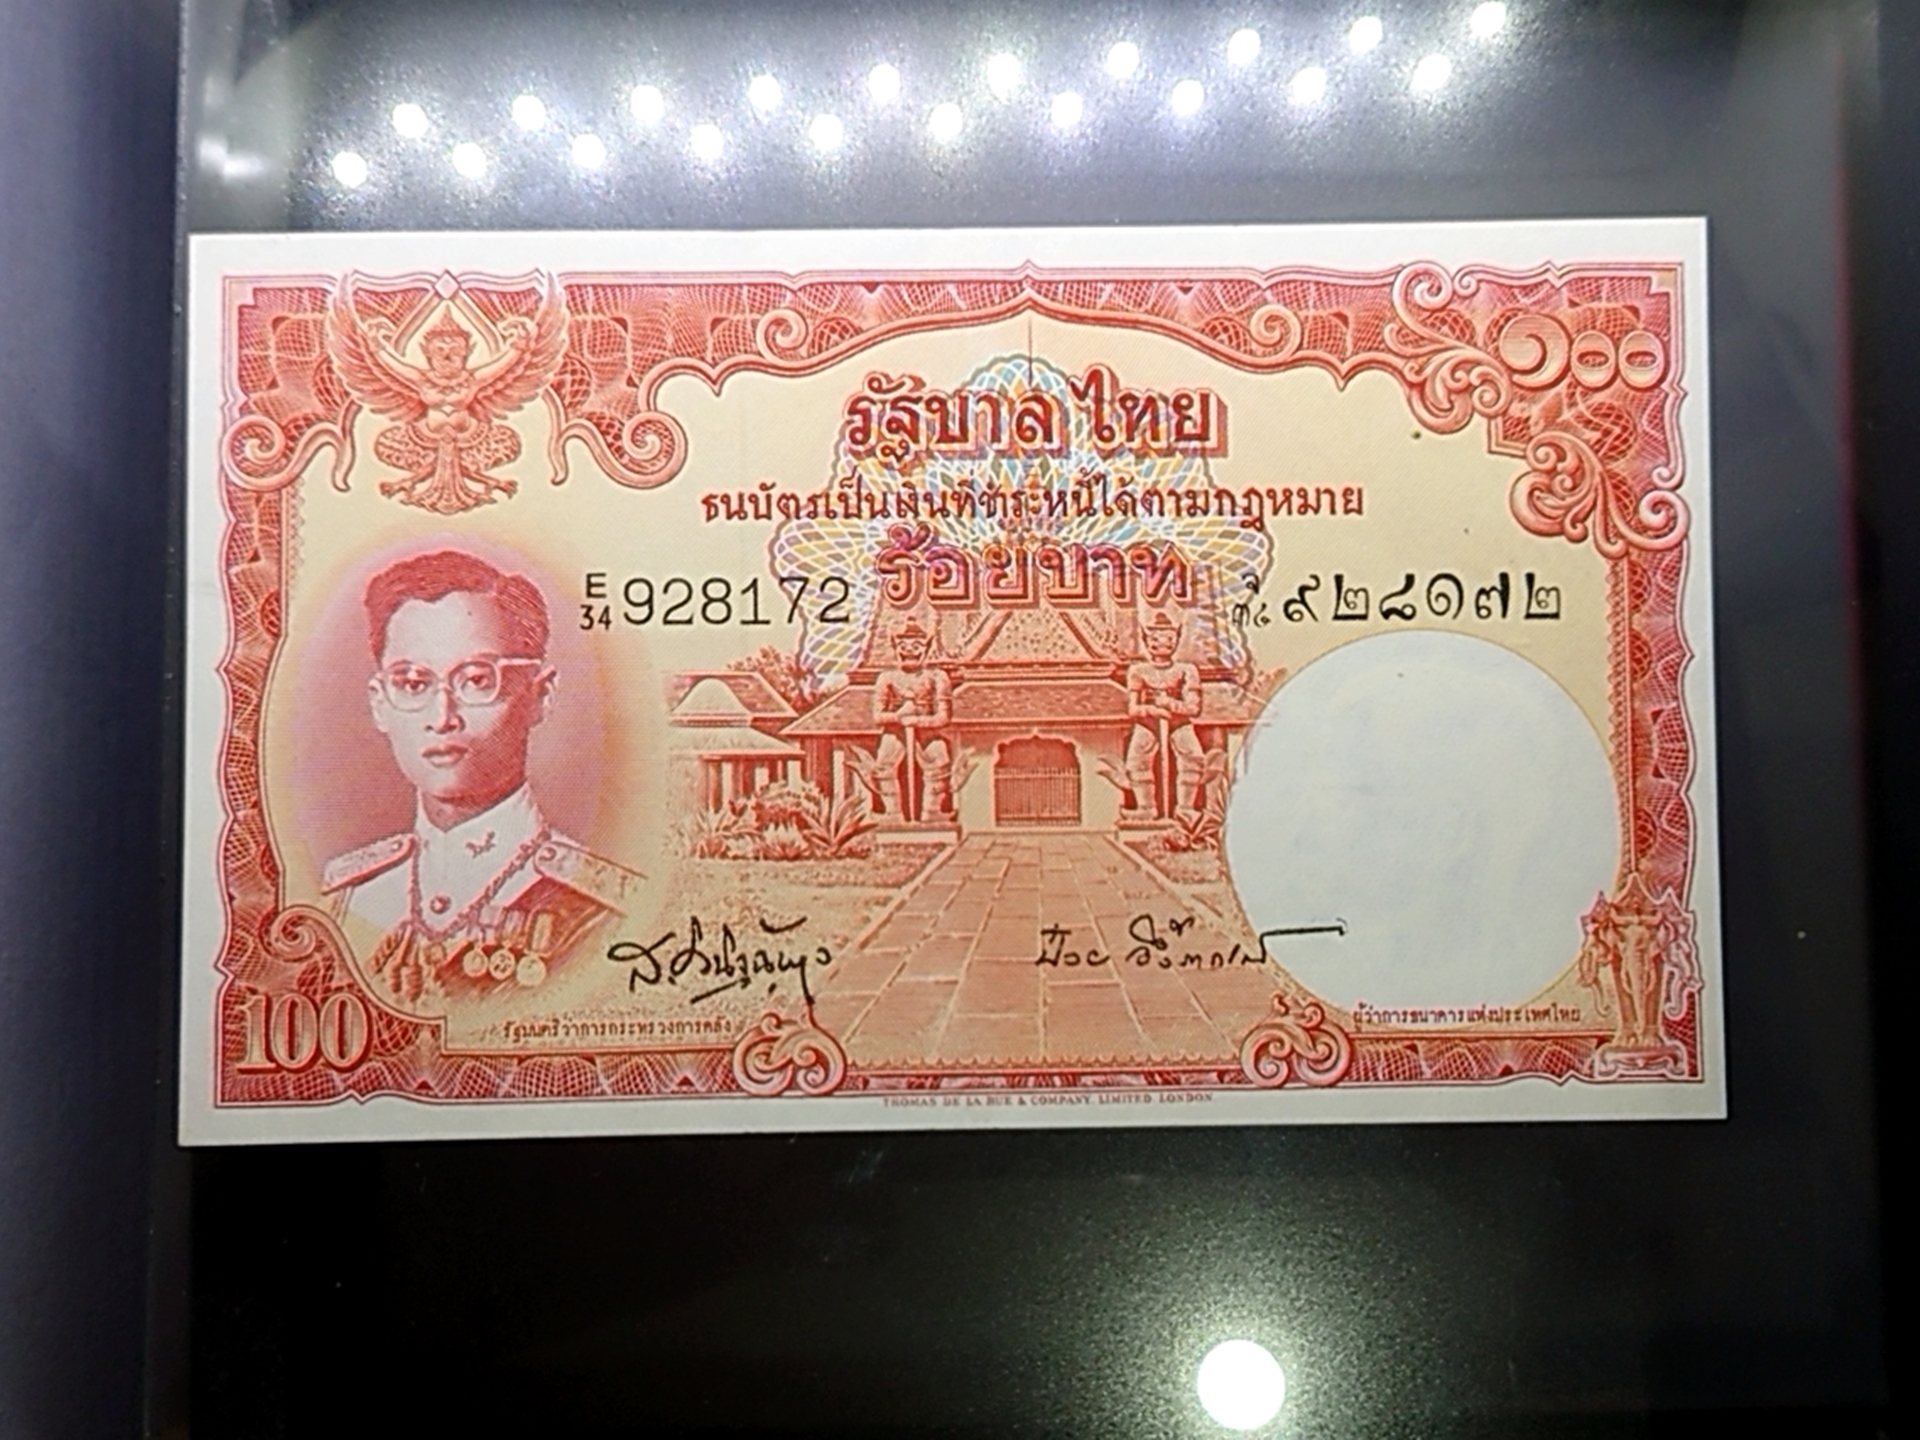 ๑๐๐
รัฐบาลไทย
ธนบัตรเป็นเงินที่ชำระหนี้ได้ตามกฎหมาย
ร้อยบาท
E/34 928172
จ/๓๔ ๙๒๘๑๗๒
รัฐมนตรีว่าการกระทรวงการคลัง
ผู้ว่าการธนาคารแห่งประเทศไทย
100
THOMAS DE LA RUE & COMPANY, LIMITED, LONDON.